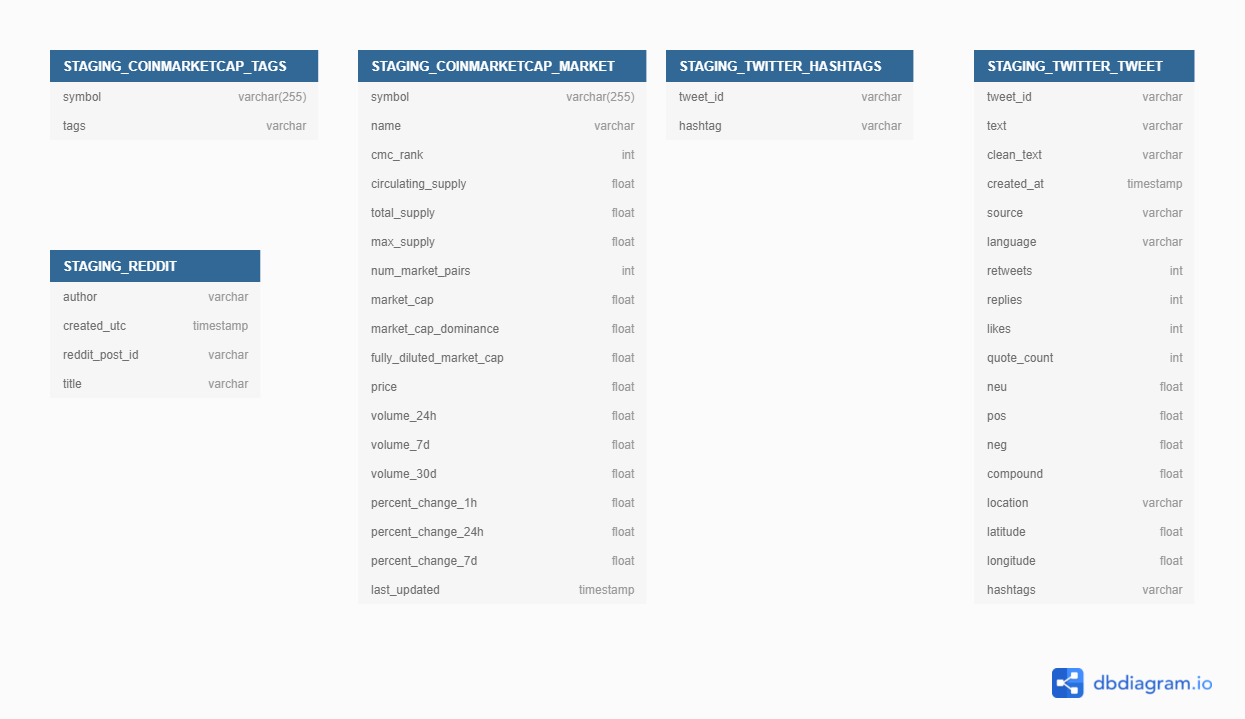 STAGING_COINMARKETCAP_TAGS
symbol varchar(255)
tags varchar
STAGING_REDDIT
author varchar
created_utc timestamp
reddit_post_id varchar
title varchar
STAGING_COINMARKETCAP_MARKET
symbol varchar(255)
name varchar
cmc_rank int
circulating_supply float
total_supply float
max_supply float
num_market_pairs int
market_cap float
market_cap_dominance float
fully_diluted_market_cap float
price float
volume_24h float
volume_7d float
volume_30d float
percent_change_1h float
percent_change_24h float
percent_change_7d float
last_updated timestamp
STAGING_TWITTER_HASHTAGS
tweet_id varchar
hashtag varchar
STAGING_TWITTER_TWEET
tweet_id varchar
text varchar
clean_text varchar
created_at timestamp
source varchar
language varchar
retweets int
replies int
likes int
quote_count int
neu float
pos float
neg float
compound float
location varchar
latitude float
longitude float
hashtags varchar
dbdiagram.io